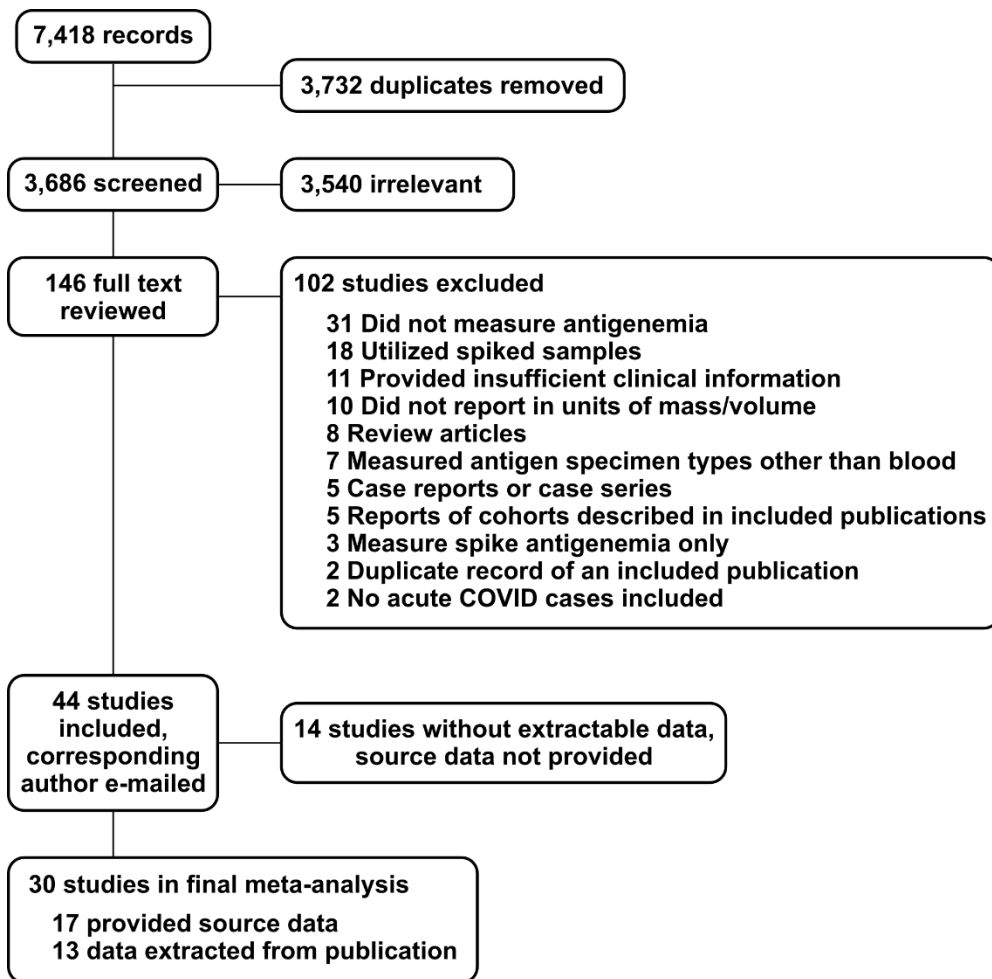 7,418 records
3,732 duplicates removed
3,686 screened
3,540 irrelevant
146 full text
reviewed
102 studies excluded
31 Did not measure antigenemia
18 Utilized spiked samples
11 Provided insufficient clinical information
10 Did not report in units of mass/volume
8 Review articles
7 Measured antigen specimen types other than blood
5 Case reports or case series
5 Reports of cohorts described in included publications
3 Measure spike antigenemia only
2 Duplicate record of an included publication
2 No acute COVID cases included
44 studies
included,
corresponding
author e-mailed
14 studies without extractable data,
source data not provided
30 studies in final meta-analysis
17 provided source data
13 data extracted from publication